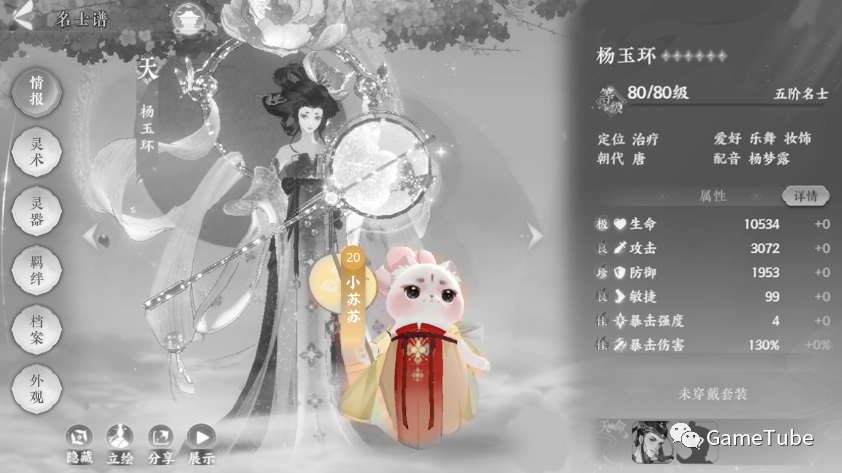 名士谱
情报
灵术
灵器
羁绊
档案
外观
天
杨玉环
20
小苏苏
隐藏
立绘
分享
展示
杨玉环
80/80级
五阶名士
定位 治疗
爱好 乐舞 妆饰
朝代 唐
配音 杨梦露
属性
详情
极 生命 10534 +0
良 攻击 3072 +0
珍 防御 1953 +0
良 敏捷 99 +0
佳 暴击强度 4 +0
佳 暴击伤害 130% +0%
未穿戴套装
天命
GameTube